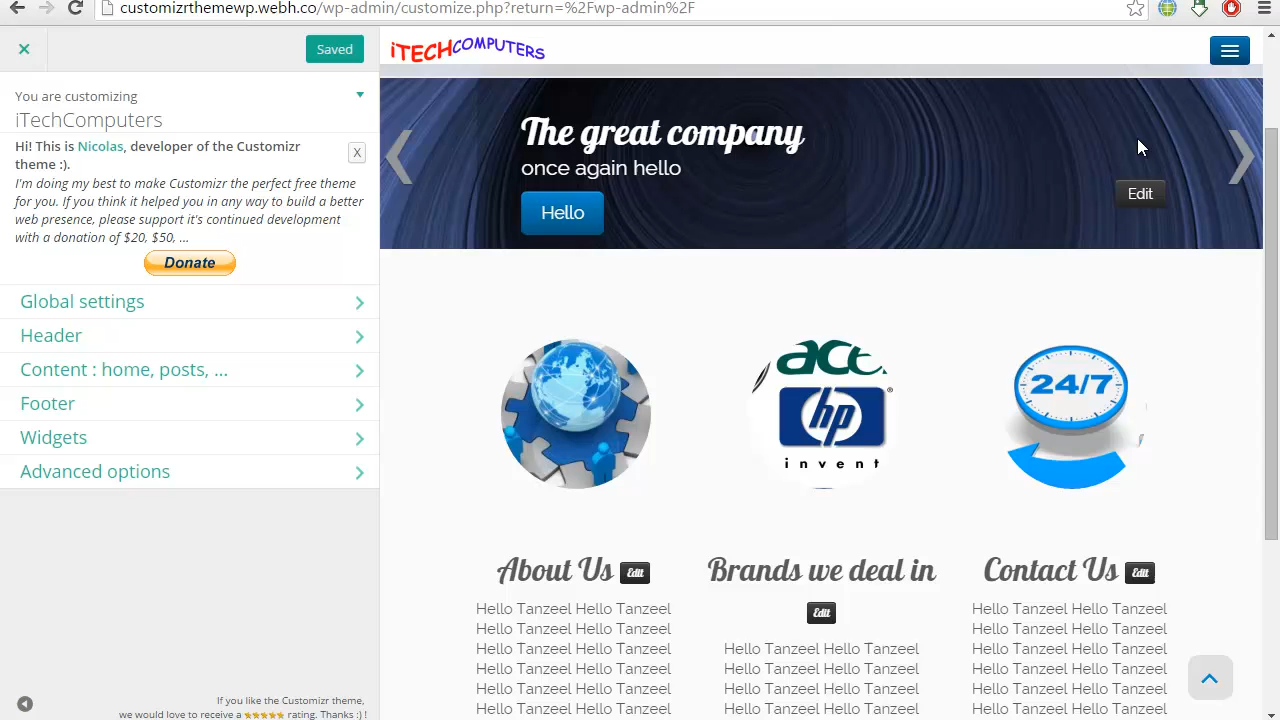 customizrthemewp.webh.co/wp-admin/customize.php?return=%2Fwp-admin%2F
Saved
You are customizing
iTechComputers
Hi! This is Nicolas, developer of the Customizr
theme :).
X
I'm doing my best to make Customizr the perfect free theme
for you. If you think it helped you in any way to build a better
web presence, please support it's continued development
with a donation of $20, $50, ...
Donate
Global settings
Header
Content : home, posts, ...
Footer
Widgets
Advanced options
If you like the Customizr theme,
we would love to receive a ★★★★★ rating. Thanks :) !
iTECHCOMPUTERS
The great company
once again hello
Hello
Edit
hp
invent
24/7
About Us Edit
Hello Tanzeel Hello Tanzeel
Hello Tanzeel Hello Tanzeel
Hello Tanzeel Hello Tanzeel
Hello Tanzeel Hello Tanzeel
Hello Tanzeel Hello Tanzeel
Hello Tanzeel Hello Tanzeel
Brands we deal in
Edit
Hello Tanzeel Hello Tanzeel
Hello Tanzeel Hello Tanzeel
Hello Tanzeel Hello Tanzeel
Hello Tanzeel Hello Tanzeel
Contact Us Edit
Hello Tanzeel Hello Tanzeel
Hello Tanzeel Hello Tanzeel
Hello Tanzeel Hello Tanzeel
Hello Tanzeel Hello Tanzeel
Hello Tanzeel Hello Tanzeel
Hello Tanzeel Hello Tanzeel